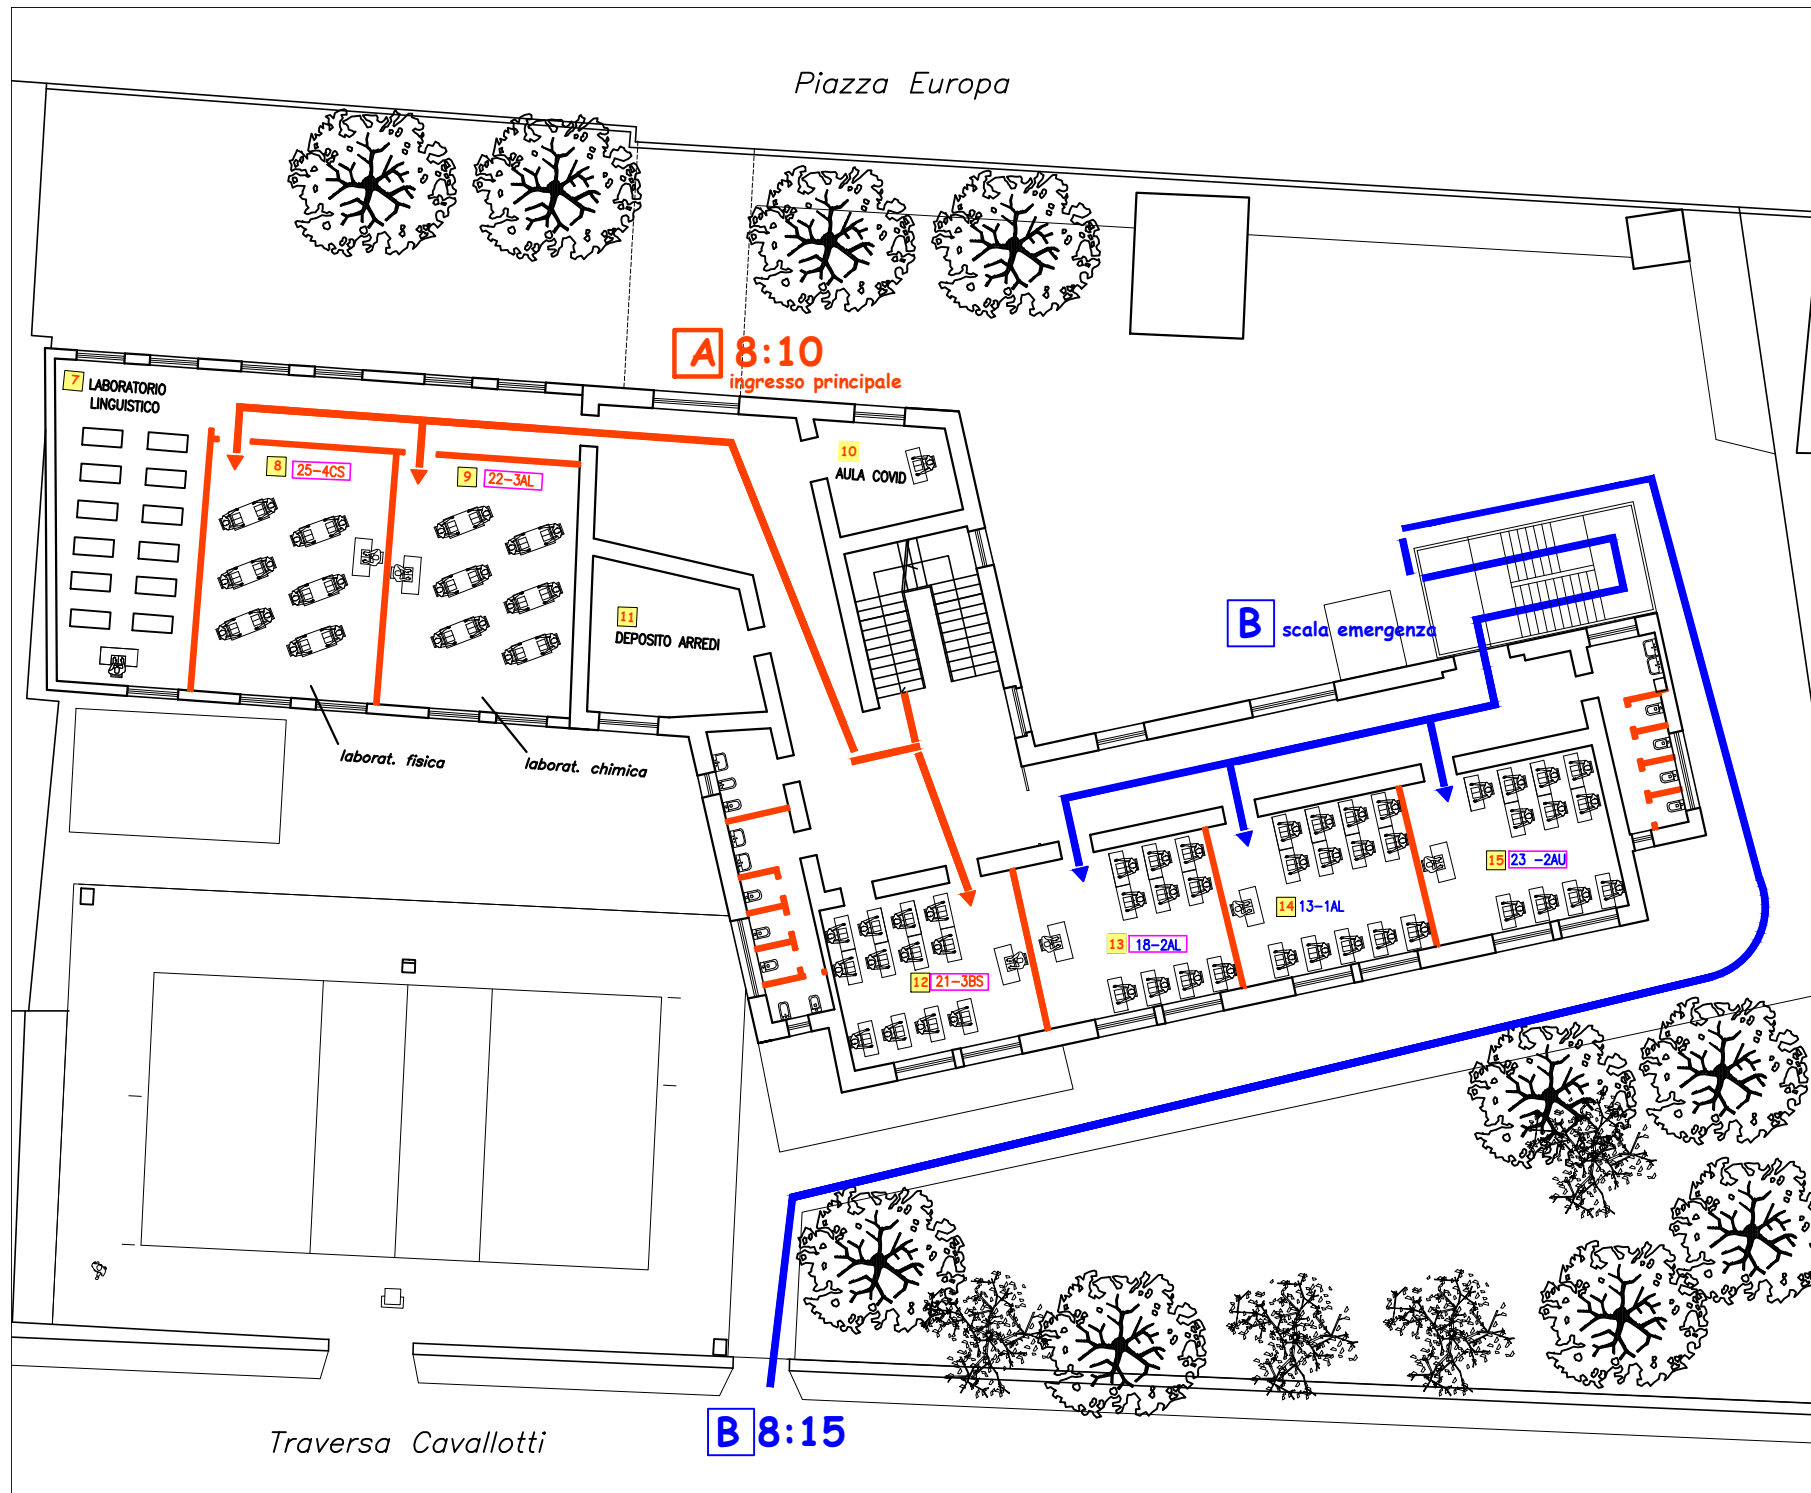 Piazza Europa
A 8:10
ingresso principale
7 LABORATORIO
LINGUISTICO
8 25-4CS
9 22-3AL
10
AULA COVID
11
DEPOSITO ARREDI
B scala emergenza
laborat. fisica
laborat. chimica
15 23 -2AU
14 13-1AL
13 18-2AL
12 21-3BS
B 8:15
Traversa Cavallotti